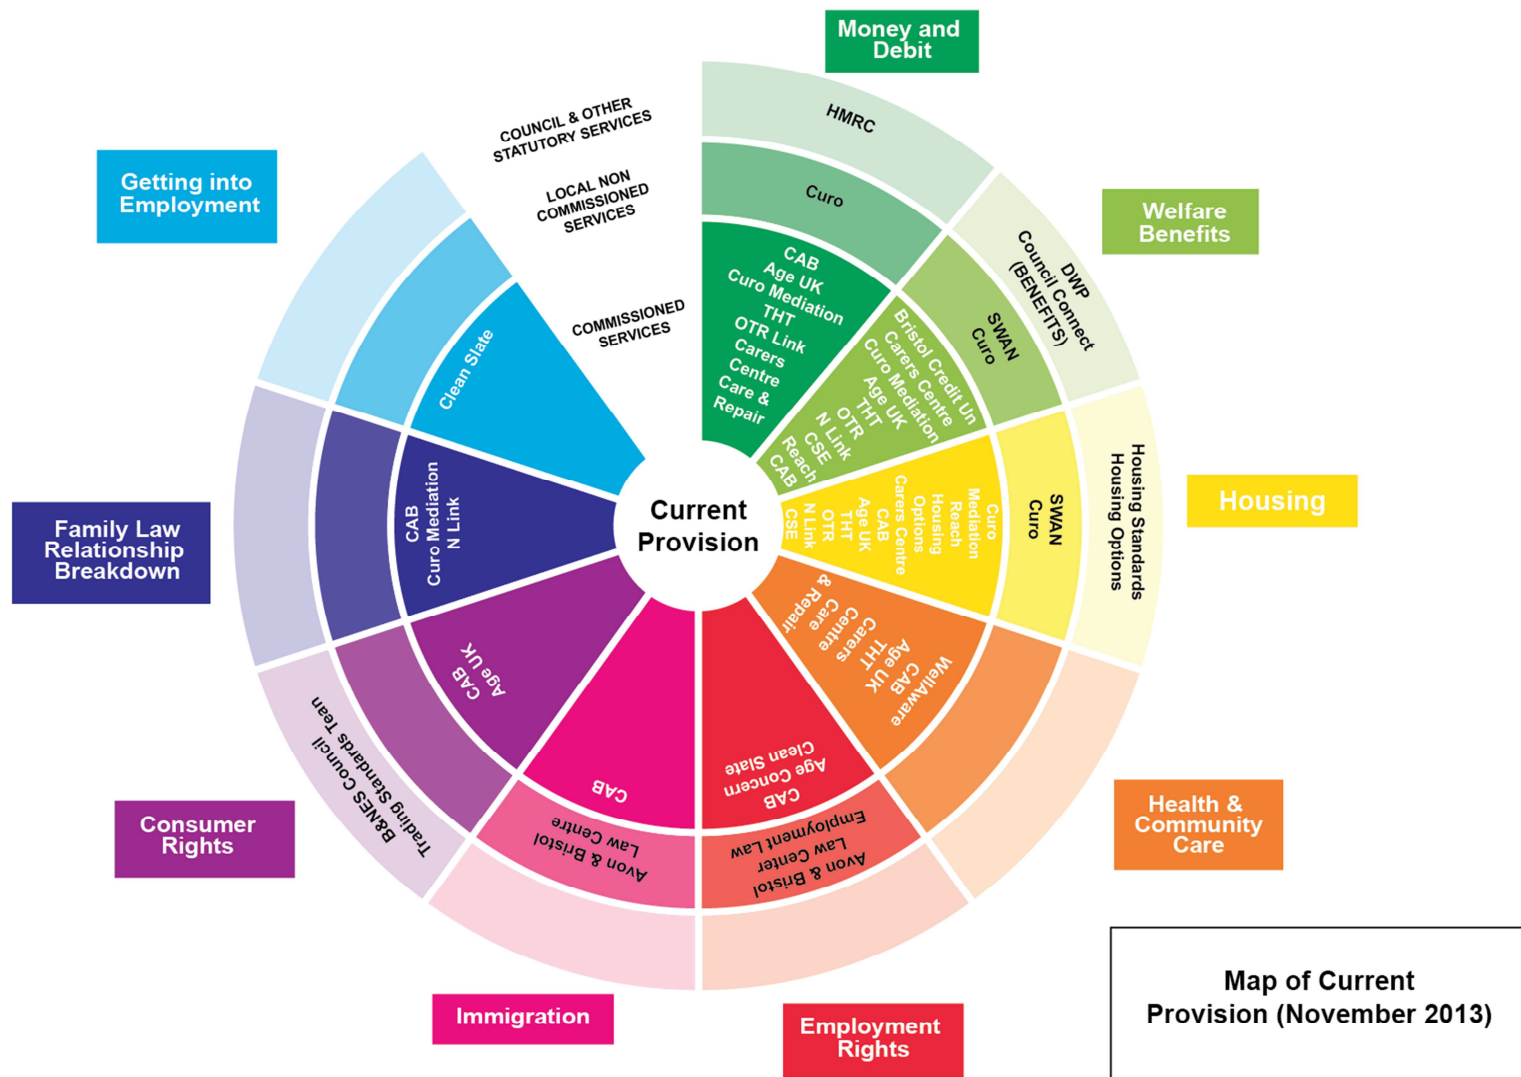 Money and
Debit
COUNCIL & OTHER
STATUTORY SERVICES
LOCAL NON
COMMISSIONED
SERVICES
COMMISSIONED
SERVICES
HMRC
Curo
CAB
Age UK
Curo Mediation
THT
OTR Link
Carers
Centre
Care &
Repair
Welfare
Benefits
DWP
Council Connect
(BENEFITS)
SWAN
Curo
Bristol Credit Un
Carers Centre
Curo Mediation
Age UK
THT
OTR
N Link
CSE
Reach
CAB
Housing
Housing Standards
Housing Options
SWAN
Curo
Curo
Mediation
Reach
Housing
Options
Carers Centre
CAB
Age UK
THT
OTR
N Link
CSE
Health &
Community
Care
WellAware
CAB
Age UK
THT
Carers
Centre
Care
& Repair
Employment
Rights
Clean Slate
Age Concern
CAB
Employment Law
Law Center
Avon & Bristol
Immigration
CAB
Law Centre
Avon & Bristol
Consumer
Rights
Age UK
CAB
B&NES Council
Trading Standards Tean
Family Law
Relationship
Breakdown
CAB
Curo Mediation
N Link
Getting into
Employment
Clean Slate
Current
Provision
Map of Current
Provision (November 2013)